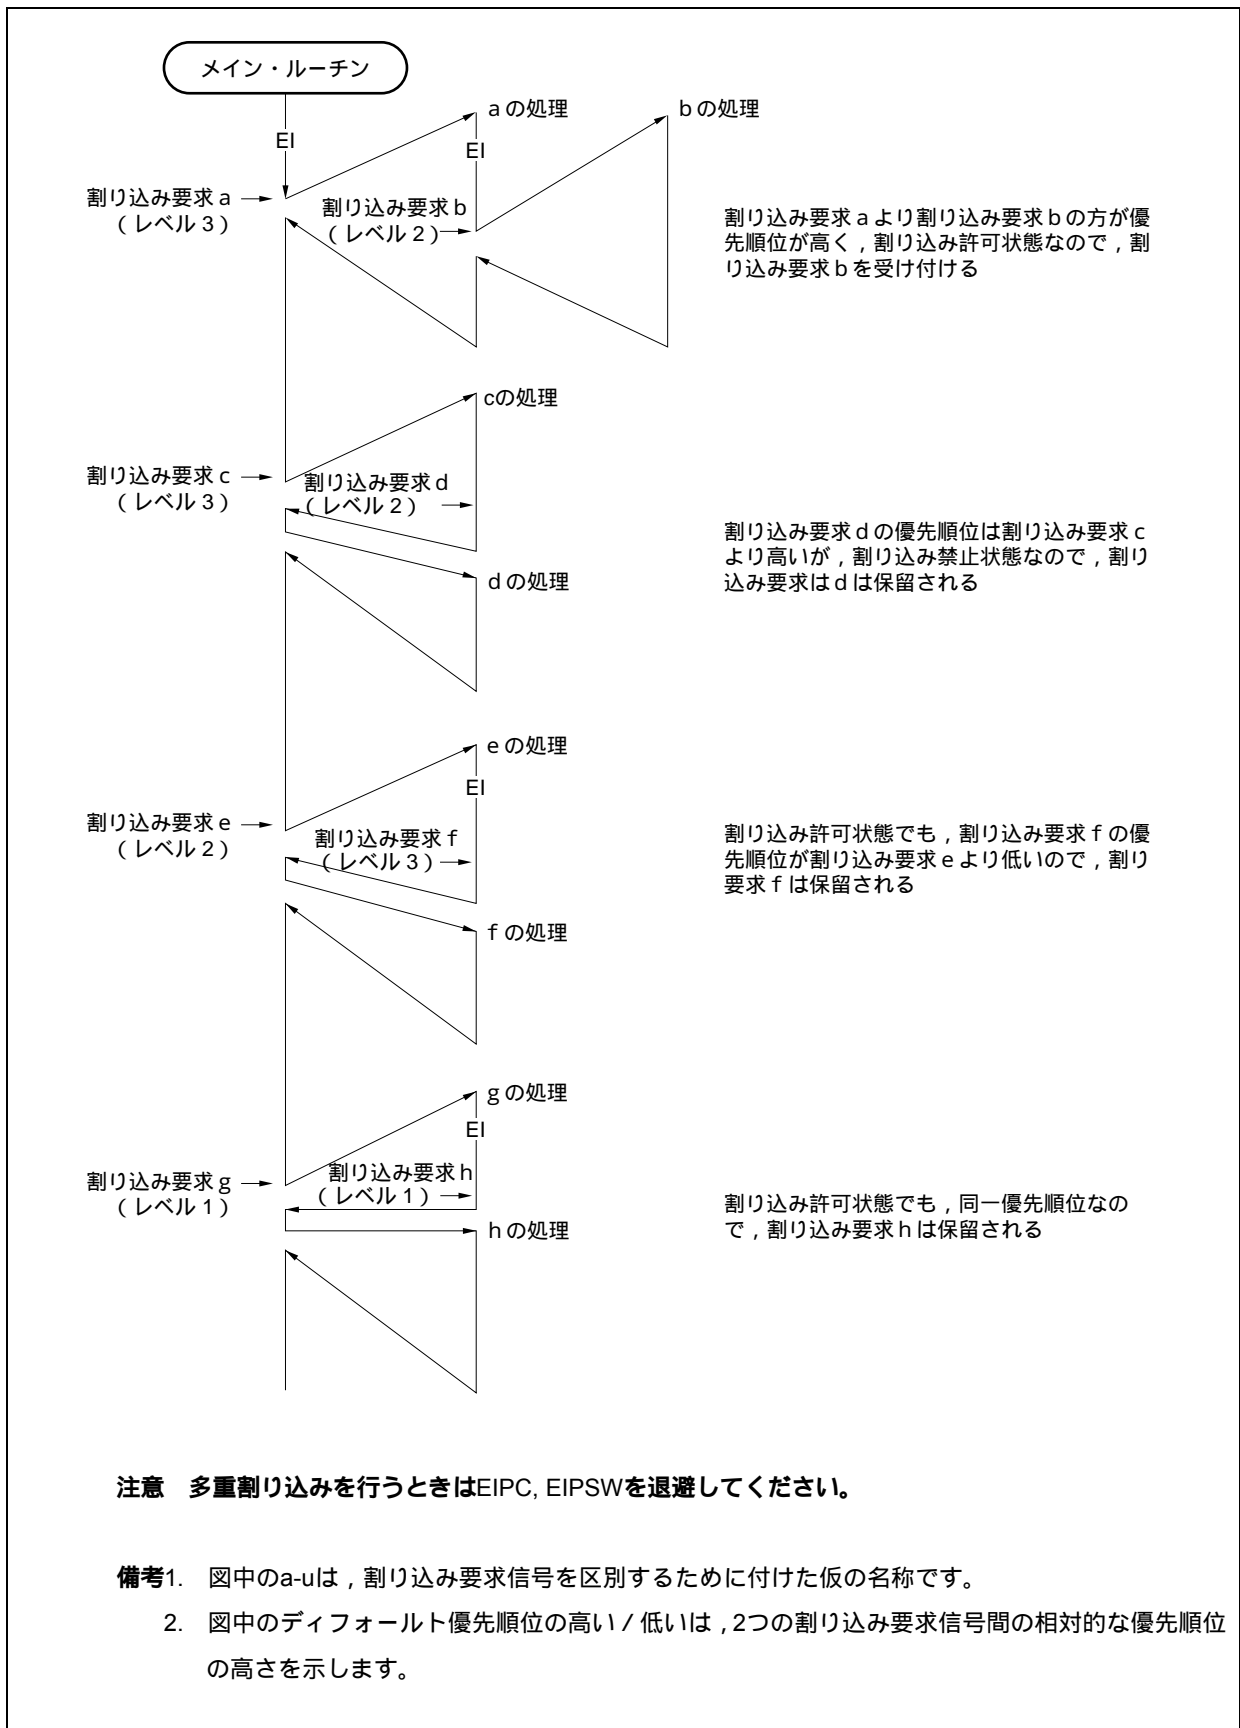 メイン・ルーチン
EI
aの処理
EI
bの処理
割り込み要求a
（レベル3）
割り込み要求b
（レベル2）
割り込み要求aより割り込み要求bの方が優
先順位が高く，割り込み許可状態なので，割
り込み要求bを受け付ける
cの処理
割り込み要求c
（レベル3）
割り込み要求d
（レベル2）
割り込み要求dの優先順位は割り込み要求c
より高いが，割り込み禁止状態なので，割り
込み要求はdは保留される
dの処理
eの処理
EI
割り込み要求e
（レベル2）
割り込み要求f
（レベル3）
割り込み許可状態でも，割り込み要求fの優
先順位が割り込み要求eより低いので，割り
要求fは保留される
fの処理
gの処理
EI
割り込み要求g
（レベル1）
割り込み要求h
（レベル1）
割り込み許可状態でも，同一優先順位なの
で，割り込み要求hは保留される
hの処理
注意　多重割り込みを行うときはEIPC, EIPSWを退避してください。
備考1.　図中のa-uは，割り込み要求信号を区別するために付けた仮の名称です。
2.　図中のディフォールト優先順位の高い／低いは，2つの割り込み要求信号間の相対的な優先順位
の高さを示します。